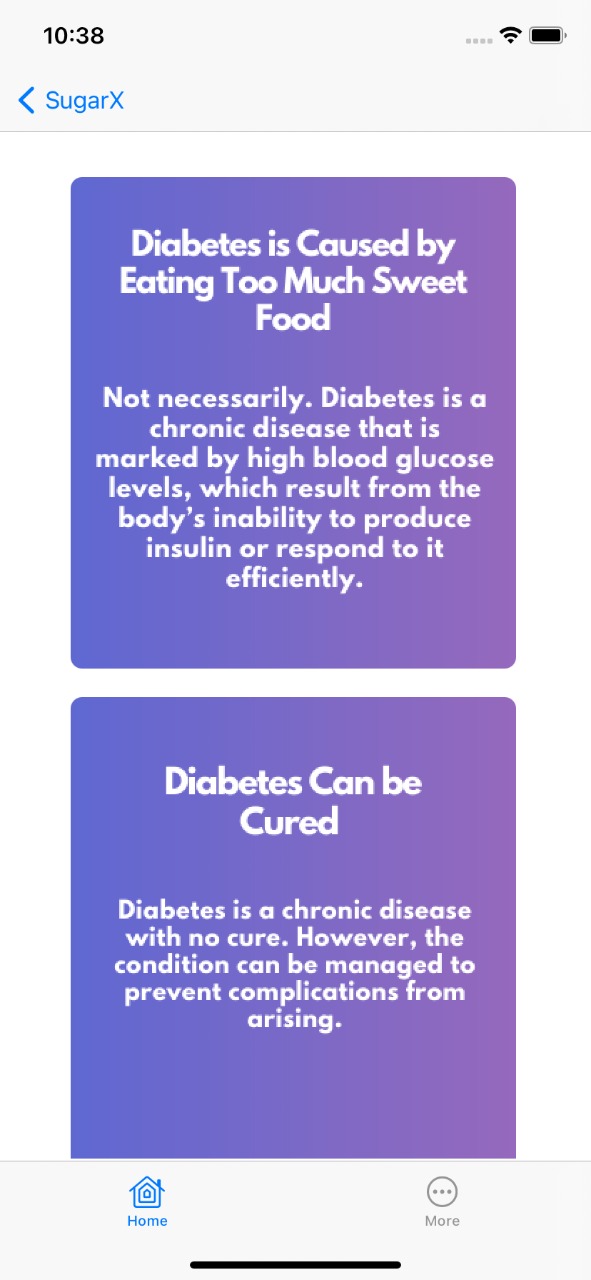 10:38
SugarX
Diabetes is Caused by
Eating Too Much Sweet
Food
Not necessarily. Diabetes is a
chronic disease that is
marked by high blood glucose
levels, which result from the
body’s inability to produce
insulin or respond to it
efficiently.
Diabetes Can be
Cured
Diabetes is a chronic disease
with no cure. However, the
condition can be managed to
prevent complications from
arising.
Home
More